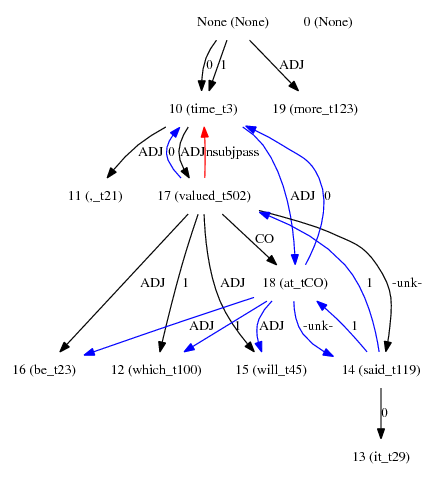 None (None) 0 (None)
0 1 ADJ
10 (time_t3) 19 (more_t123)
ADJ 0 ADJ nsubjpass ADJ 0
11 (,_t21) 17 (valued_t502)
CO
ADJ 1 ADJ 18 (at_tCO) 1 -unk-
ADJ 1 ADJ -unk- 1
16 (be_t23) 12 (which_t100) 15 (will_t45) 14 (said_t119)
0
13 (it_t29)